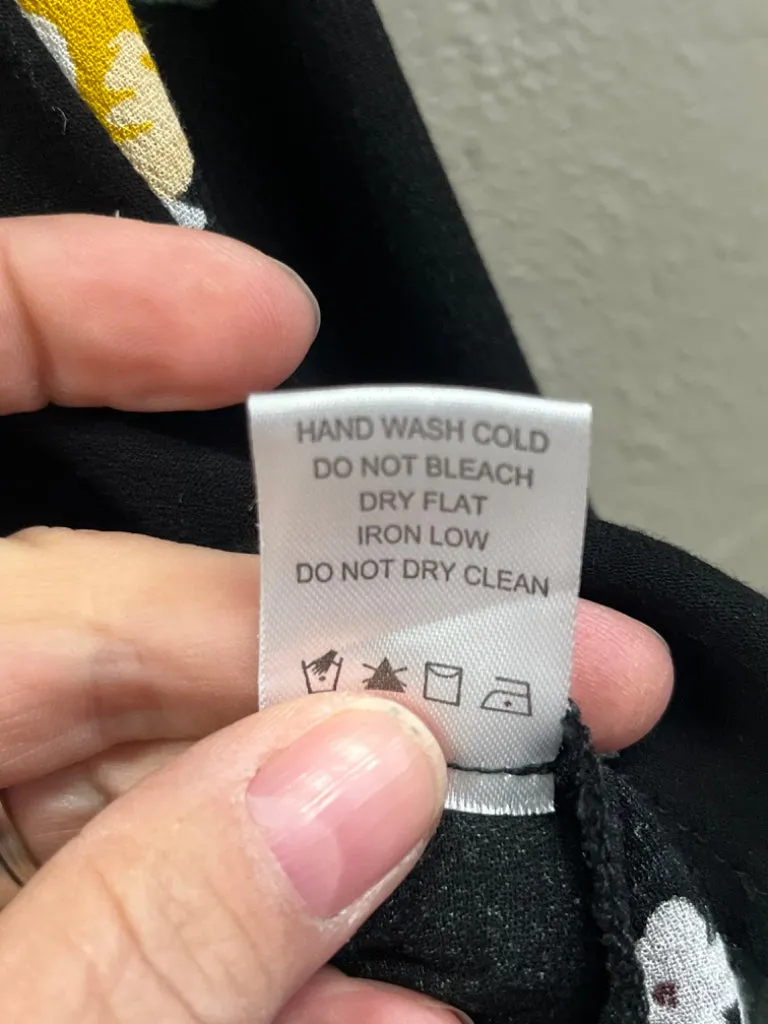 HAND WASH COLD
DO NOT BLEACH
DRY FLAT
IRON LOW
DO NOT DRY CLEAN